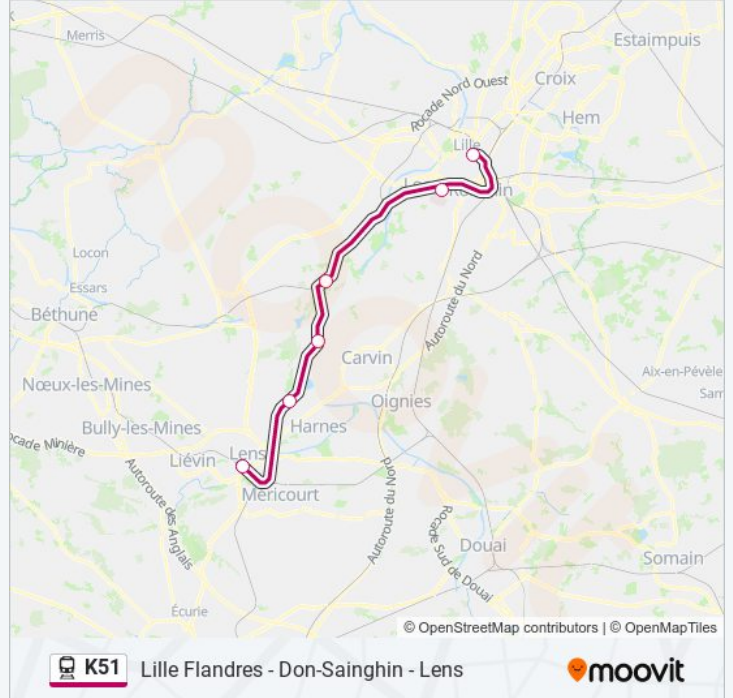 Merris
Estaimpuis
Croix
Rocade Nord Ouest
Hem
Lille
Locon
Essars
Autoroute du Nord
Béthune
Carvin
Aix-en-Pévèle
Nœux-les-Mines
Sam
Oignies
Bully-les-Mines
Harnes
ocade Minière
Lens
Liévin
Méricourt
Autoroute des Anglais
Autoroute du Nord
Rocade Sud de Douai
Douai
Somain
Écurie
© OpenStreetMap contributors | © OpenMapTiles
K51 Lille Flandres - Don-Sainghin - Lens moovit